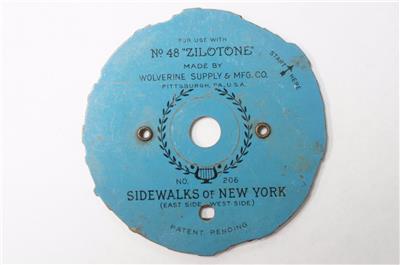 FOR USE WITH
No 48 "ZILOTONE"
MADE BY
WOLVERINE SUPPLY & MFG. CO.
PITTSBURGH, PA., U.S.A.
START HERE
NO. 206
SIDEWALKS OF NEW YORK
(EAST SIDE - WEST SIDE)
PATENT PENDING